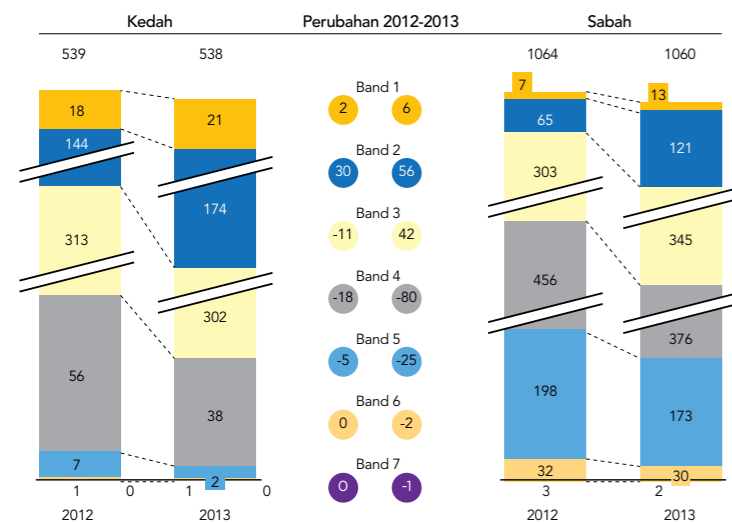 Kedah Perubahan 2012-2013 Sabah
539 538 1064 1060
Band 1
18 21 2 6 7 13
Band 2
144 174 30 56 65 121
Band 3
313 302 -11 42 303 345
Band 4
56 38 -18 -80 456 376
Band 5
7 2 -5 -25 198 173
Band 6
0 -2 32 30
Band 7
1 0 1 0 0 -1 3 2
2012 2013 2012 2013